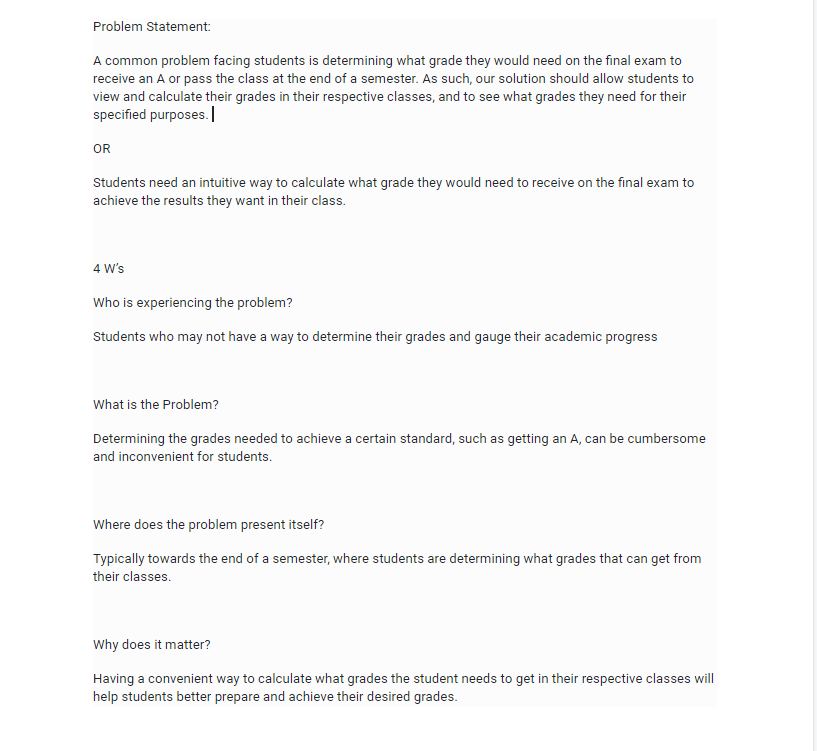 Problem Statement:
A common problem facing students is determining what grade they would need on the final exam to
receive an A or pass the class at the end of a semester. As such, our solution should allow students to
view and calculate their grades in their respective classes, and to see what grades they need for their
specified purposes.
OR
Students need an intuitive way to calculate what grade they would need to receive on the final exam to
achieve the results they want in their class.
4 W's
Who is experiencing the problem?
Students who may not have a way to determine their grades and gauge their academic progress
What is the Problem?
Determining the grades needed to achieve a certain standard, such as getting an A, can be cumbersome
and inconvenient for students.
Where does the problem present itself?
Typically towards the end of a semester, where students are determining what grades that can get from
their classes.
Why does it matter?
Having a convenient way to calculate what grades the student needs to get in their respective classes will
help students better prepare and achieve their desired grades.